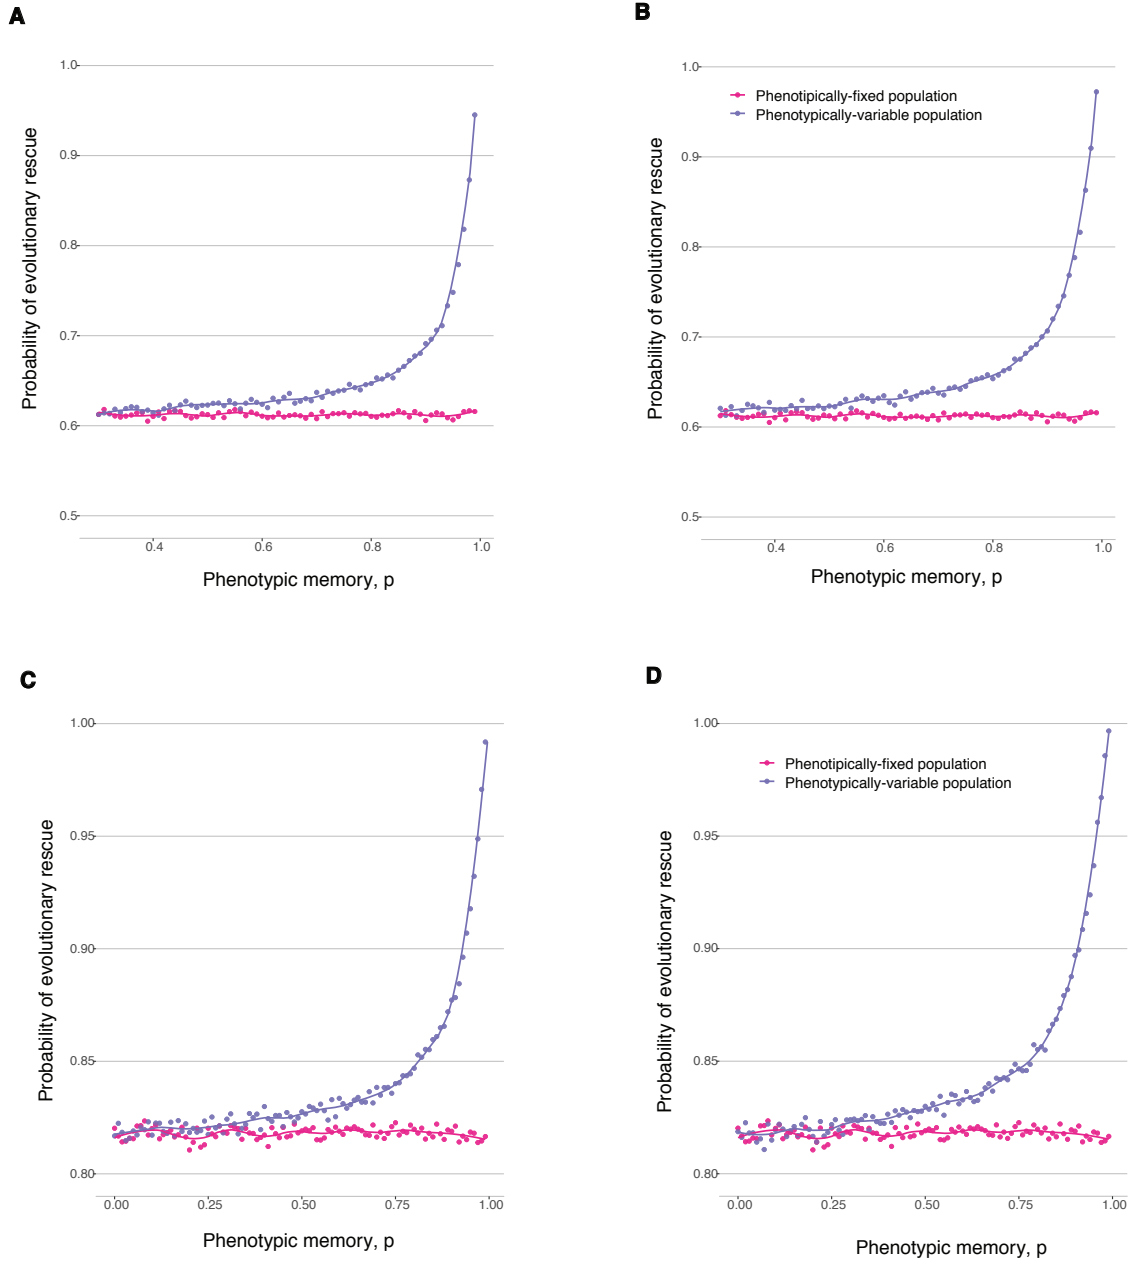 A
Probability of evolutionary rescue
1.0
0.9
0.8
0.7
0.6
0.5
0.4
0.6
0.8
1.0
Phenotypic memory, p
B
Probability of evolutionary rescue
1.0
0.9
0.8
0.7
0.6
0.5
Phenotipically-fixed population
Phenotypically-variable population
0.4
0.6
0.8
1.0
Phenotypic memory, p
C
Probability of evolutionary rescue
1.00
0.95
0.90
0.85
0.80
0.00
0.25
0.50
0.75
1.00
Phenotypic memory, p
D
Probability of evolutionary rescue
1.00
0.95
0.90
0.85
0.80
Phenotipically-fixed population
Phenotypically-variable population
0.00
0.25
0.50
0.75
1.00
Phenotypic memory, p